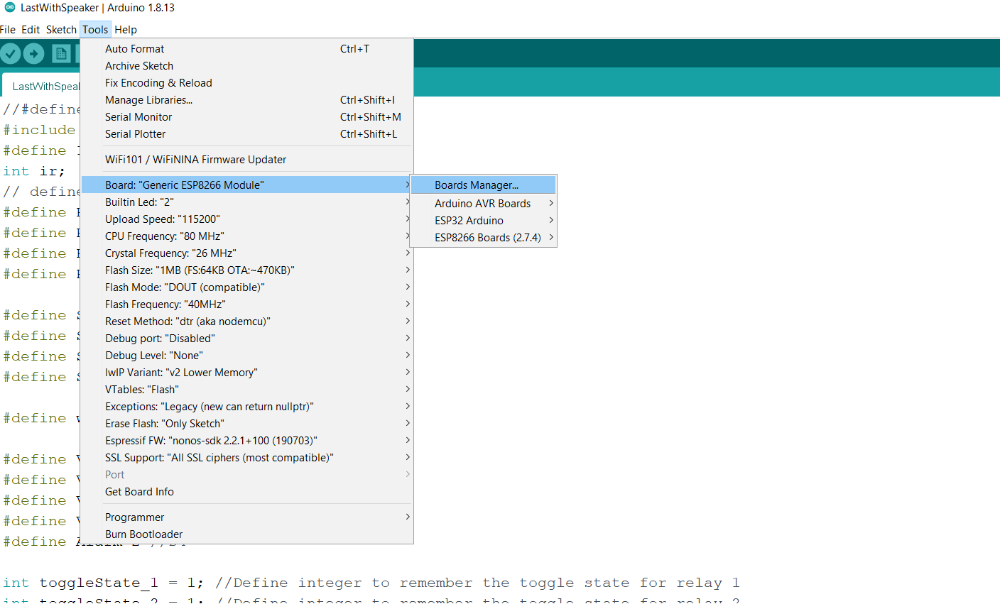 LastWithSpeaker | Arduino 1.8.13
File Edit Sketch Tools Help
Auto Format Ctrl+T
Archive Sketch
Fix Encoding & Reload
Manage Libraries... Ctrl+Shift+I
Serial Monitor Ctrl+Shift+M
Serial Plotter Ctrl+Shift+L
WiFi101 / WiFiNINA Firmware Updater
Board: "Generic ESP8266 Module"
Builtin Led: "2"
Upload Speed: "115200"
CPU Frequency: "80 MHz"
Crystal Frequency: "26 MHz"
Flash Size: "1MB (FS:64KB OTA:~470KB)"
Flash Mode: "DOUT (compatible)"
Flash Frequency: "40MHz"
Reset Method: "dtr (aka nodemcu)"
Debug port: "Disabled"
Debug Level: "None"
lwIP Variant: "v2 Lower Memory"
VTables: "Flash"
Exceptions: "Legacy (new can return nullptr)"
Erase Flash: "Only Sketch"
Espressif FW: "nonos-sdk 2.2.1+100 (190703)"
SSL Support: "All SSL ciphers (most compatible)"
Port
Get Board Info
Programmer
Burn Bootloader
Boards Manager...
Arduino AVR Boards
ESP32 Arduino
ESP8266 Boards (2.7.4)
LastWithSpeak
//#define
#include
#define
int ir;
// define
#define
#define
#define
#define
#define
#define
#define
#define
#define
#define
#define
#define
#define
#define
int toggleState_1 = 1; //Define integer to remember the toggle state for relay 1
int toggleState_2 = 1; //Define integer to remember the toggle state for relay 2